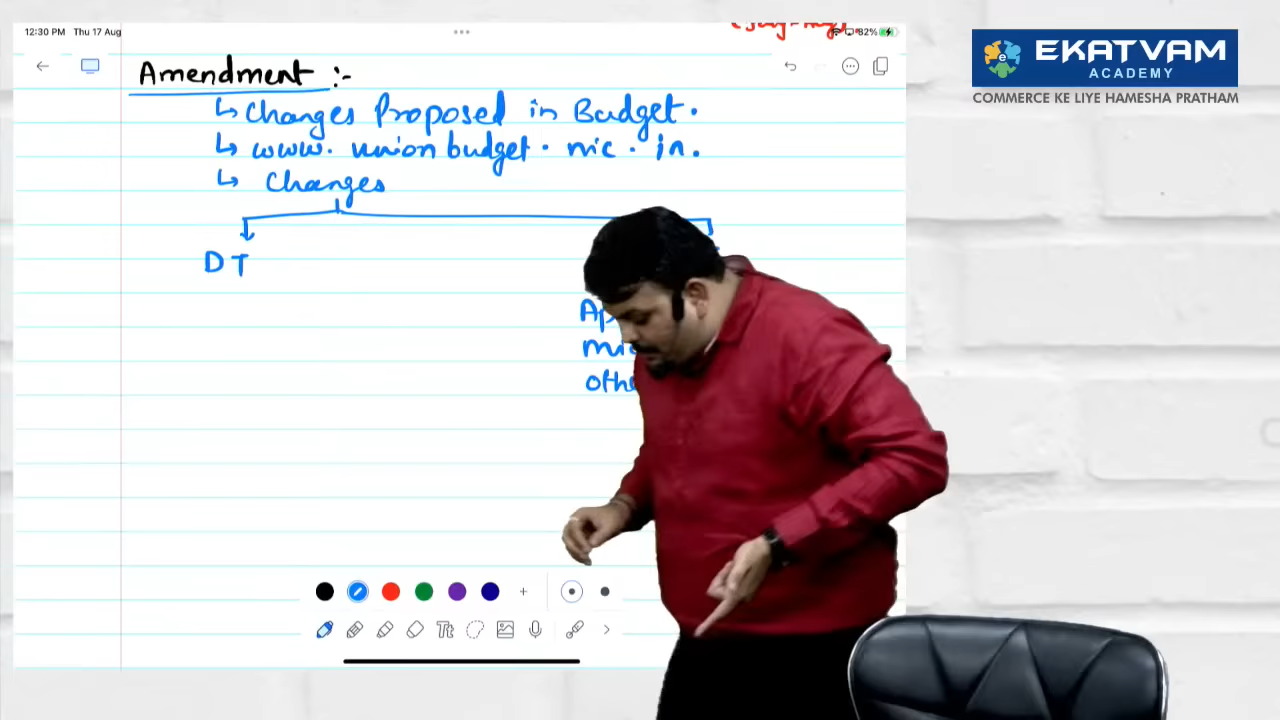 12:30 PM Thu 17 Aug
82%
EKATVAM
ACADEMY
COMMERCE KE LIYE HAMESHA PRATHAM
Amendment :-
↳ Changes Proposed in Budget.
↳ www. union budget. nic. in.
↳ Changes
DT
Tt